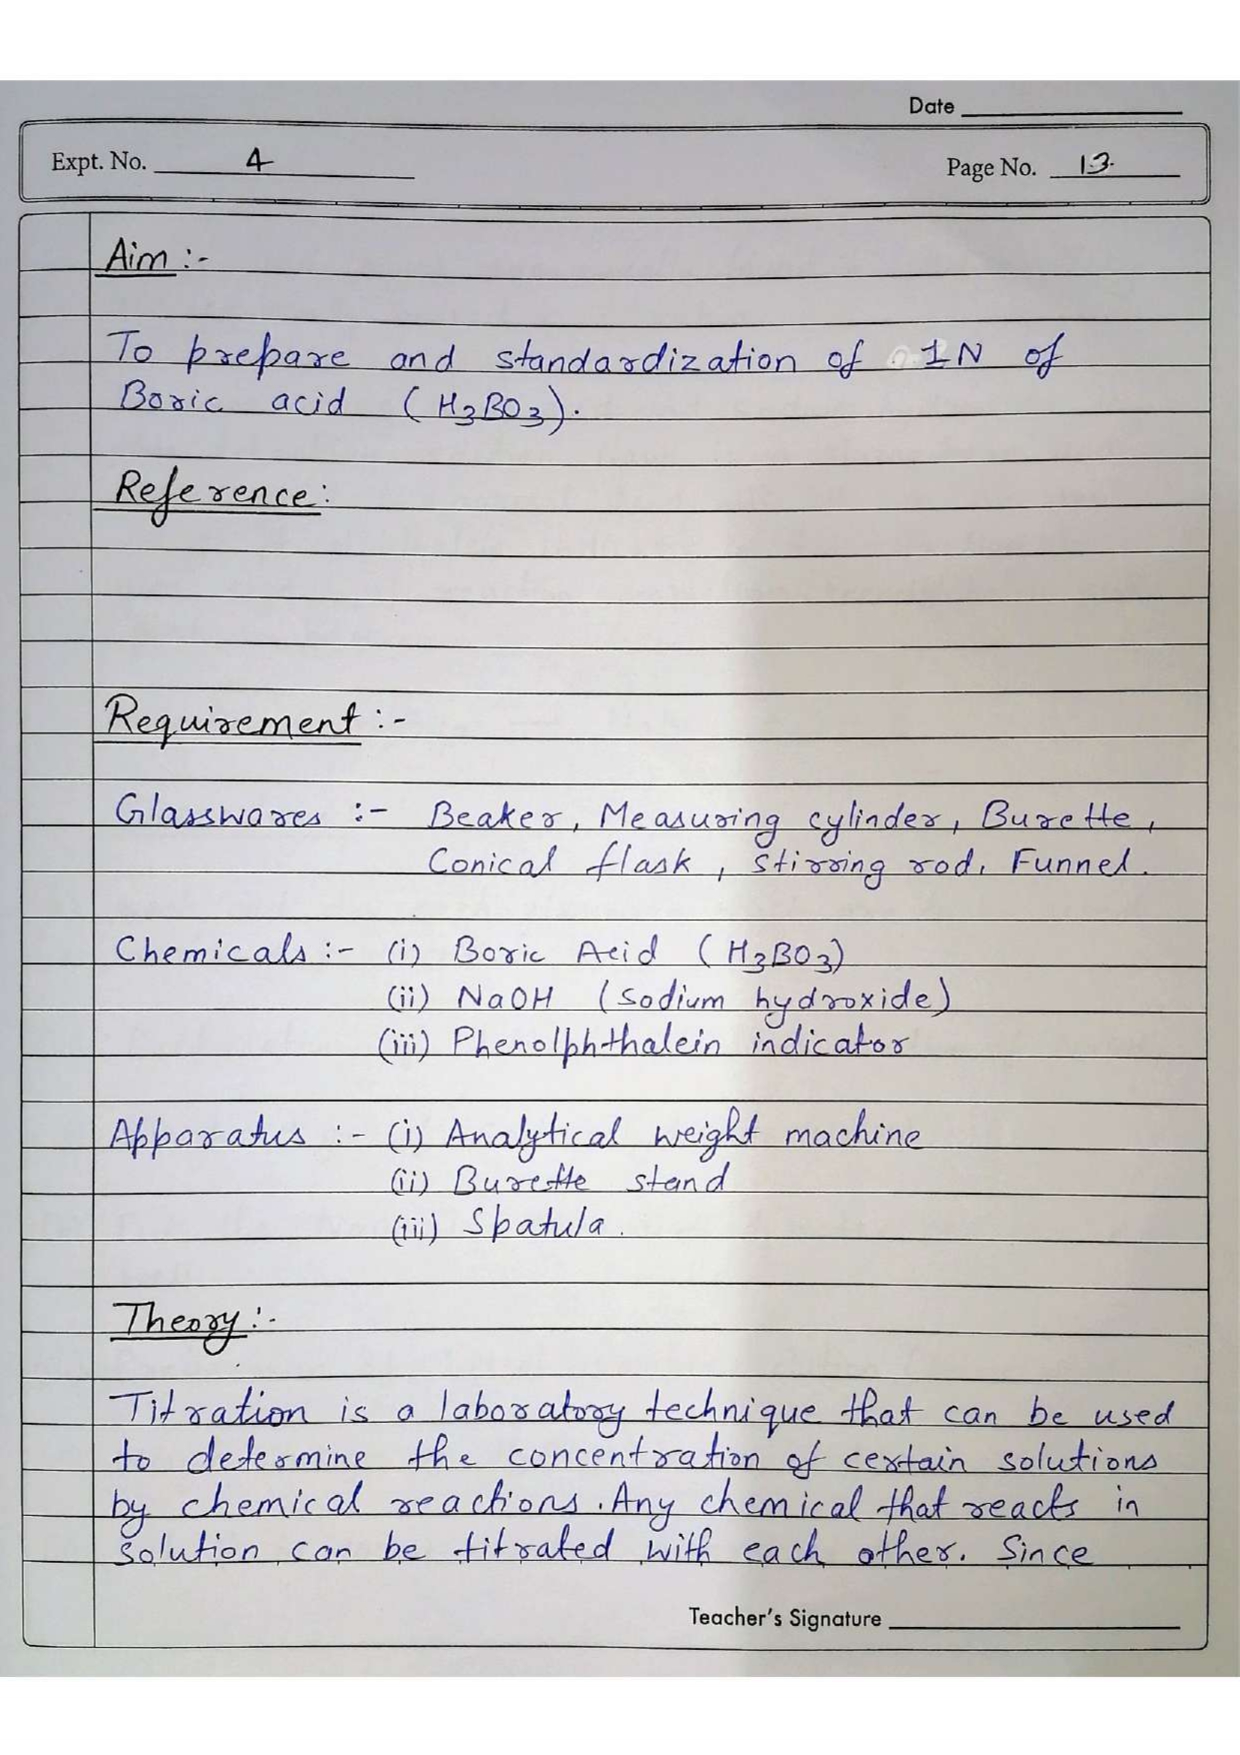 Date
Expt. No. 4
Page No. 13.
Aim :-
To prepare and standardization of 1N of
Boric acid (H3BO3).
Reference:
Requirement :-
Glasswares :- Beaker, Measuring cylinder, Burette,
Conical flask, Stirring rod, Funnel.
Chemicals :- (i) Boric Acid (H3BO3)
(ii) NaOH (sodium hydroxide)
(iii) Phenolphthalein indicator
Apparatus :- (i) Analytical weight machine
(ii) Burette stand
(iii) Spatula.
Theory :-
Titration is a laboratory technique that can be used
to determine the concentration of certain solutions
by chemical reactions. Any chemical that reacts in
solution can be titrated with each other. Since
Teacher's Signature